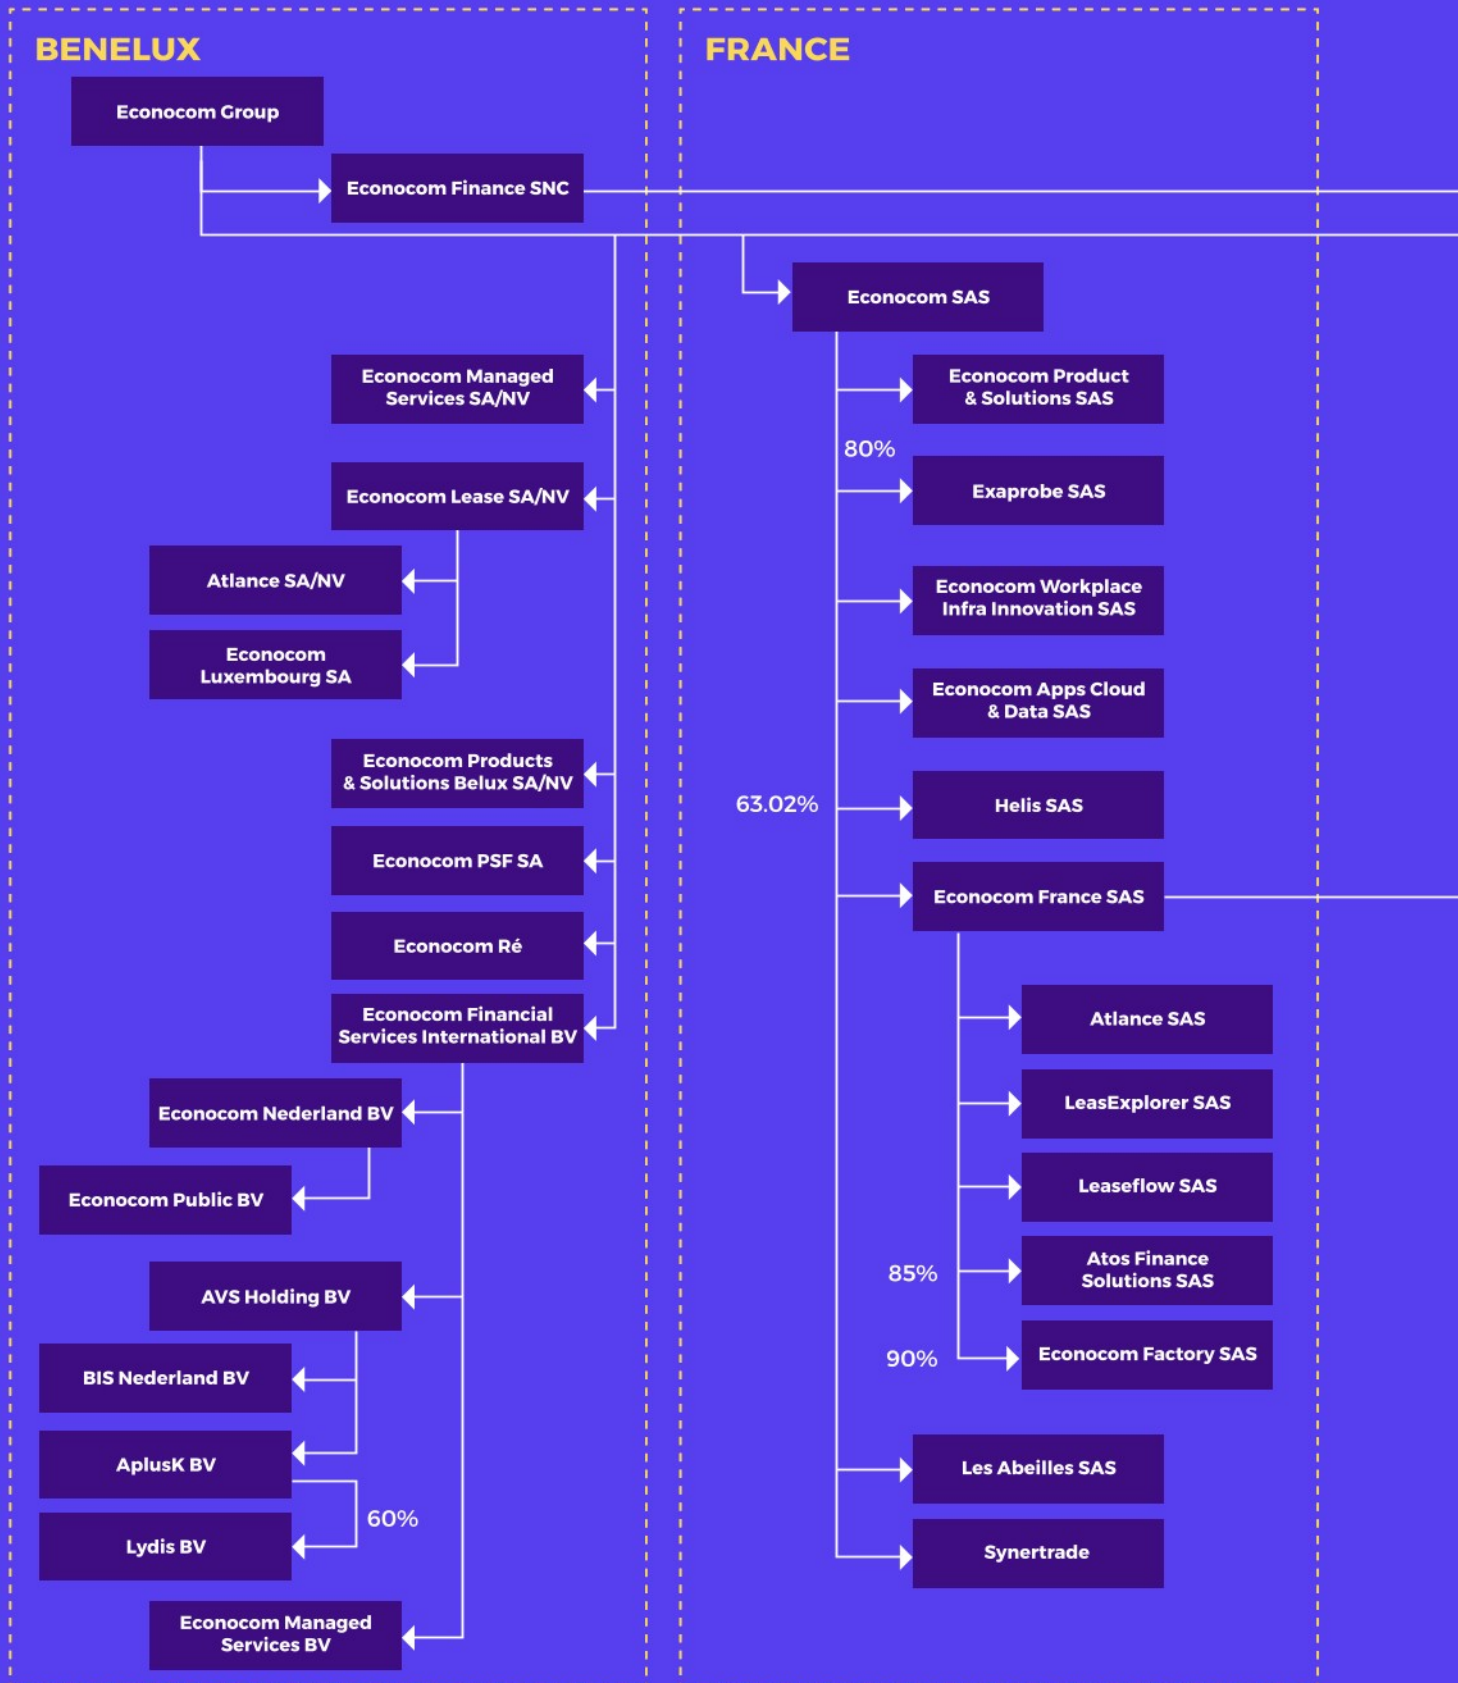 BENELUX
Econocom Group
Econocom Finance SNC
Econocom Managed
Services SA/NV
Econocom Lease SA/NV
Atlance SA/NV
Econocom
Luxembourg SA
Econocom Products
& Solutions Belux SA/NV
Econocom PSF SA
Econocom Ré
Econocom Financial
Services International BV
Econocom Nederland BV
Econocom Public BV
AVS Holding BV
BIS Nederland BV
AplusK BV
60%
Lydis BV
Econocom Managed
Services BV
FRANCE
Econocom SAS
Econocom Product
& Solutions SAS
80%
Exaprobe SAS
Econocom Workplace
Infra Innovation SAS
Econocom Apps Cloud
& Data SAS
63.02%
Helis SAS
Econocom France SAS
Atlance SAS
LeasExplorer SAS
Leaseflow SAS
85%
Atos Finance
Solutions SAS
90%
Econocom Factory SAS
Les Abeilles SAS
Synertrade